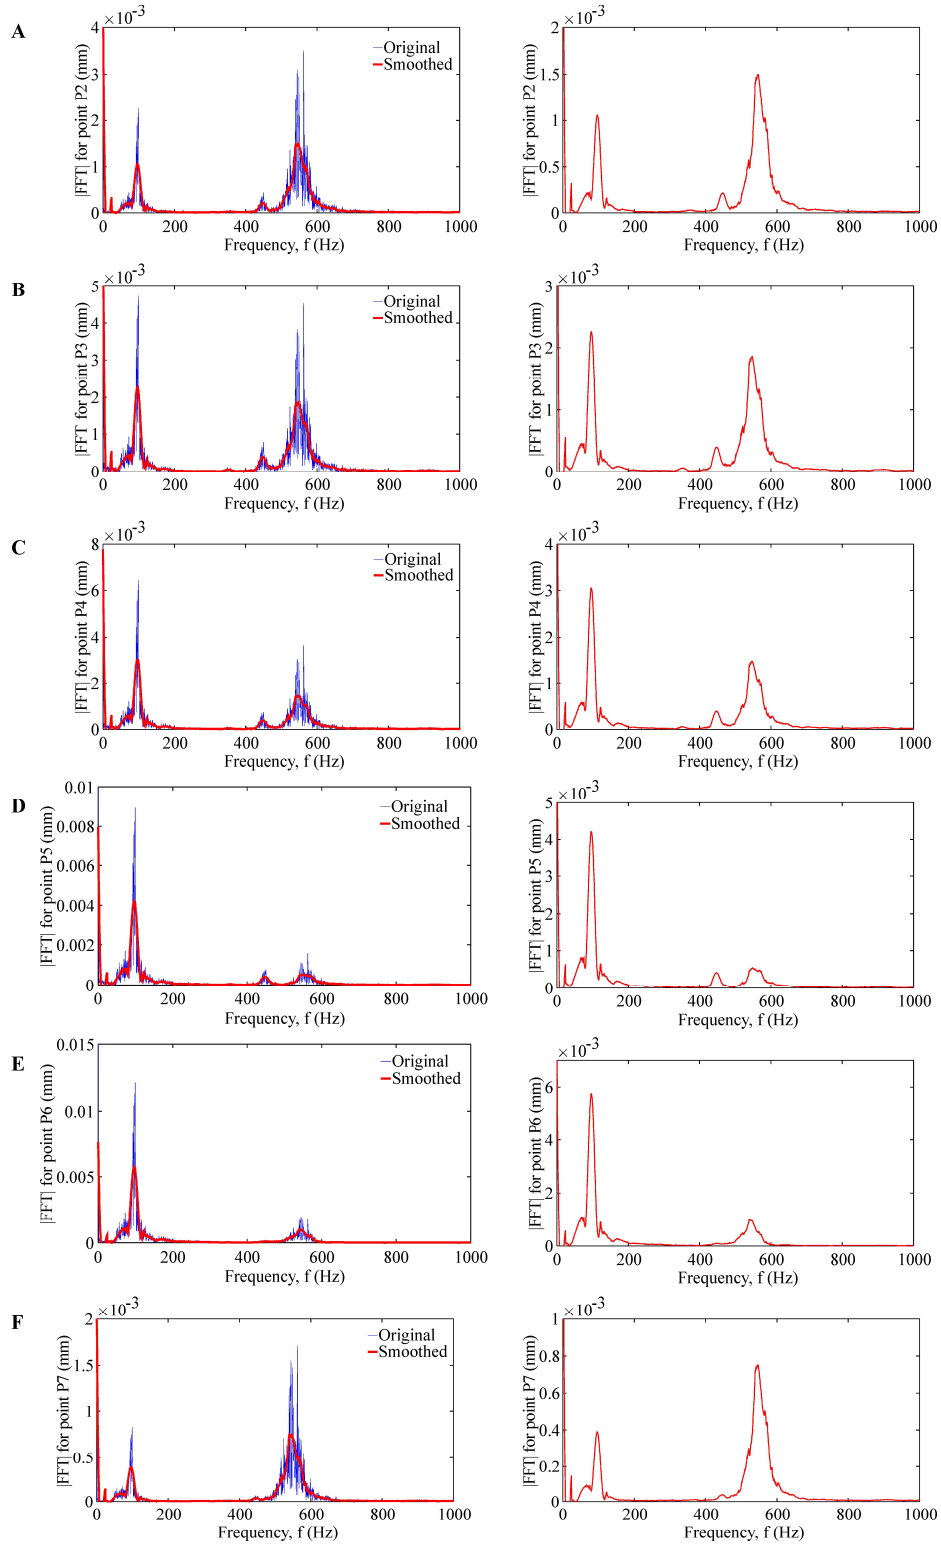 A
×10-3
4
3
2
1
0
|FFT| for point P2 (mm)
Original
Smoothed
0 200 400 600 800 1000
Frequency, f (Hz)
×10-3
2
1.5
1
0.5
0
|FFT| for point P2 (mm)
0 200 400 600 800 1000
Frequency, f (Hz)
B
×10-3
5
4
3
2
1
0
|FFT for point P3 (mm)
Original
Smoothed
0 200 400 600 800 1000
Frequency, f (Hz)
×10-3
3
2
1
0
|FFT| for point P3 (mm)
0 200 400 600 800 1000
Frequency, f (Hz)
C
×10-3
8
6
4
2
0
|FFT| for point P4 (mm)
Original
Smoothed
0 200 400 600 800 1000
Frequency, f (Hz)
×10-3
4
3
2
1
0
|FFT| for point P4 (mm)
0 200 400 600 800 1000
Frequency, f (Hz)
D
0.01
0.008
0.006
0.004
0.002
0
|FFT| for point P5 (mm)
Original
Smoothed
0 200 400 600 800 1000
Frequency, f (Hz)
×10-3
5
4
3
2
1
0
|FFT| for point P5 (mm)
0 200 400 600 800 1000
Frequency, f (Hz)
E
0.015
0.01
0.005
0
|FFT| for point P6 (mm)
Original
Smoothed
0 200 400 600 800 1000
Frequency, f (Hz)
×10-3
6
4
2
0
|FFT| for point P6 (mm)
0 200 400 600 800 1000
Frequency, f (Hz)
F
×10-3
2
1.5
1
0.5
0
|FFT| for point P7 (mm)
Original
Smoothed
0 200 400 600 800 1000
Frequency, f (Hz)
×10-3
1
0.8
0.6
0.4
0.2
0
|FFT| for point P7 (mm)
0 200 400 600 800 1000
Frequency, f (Hz)